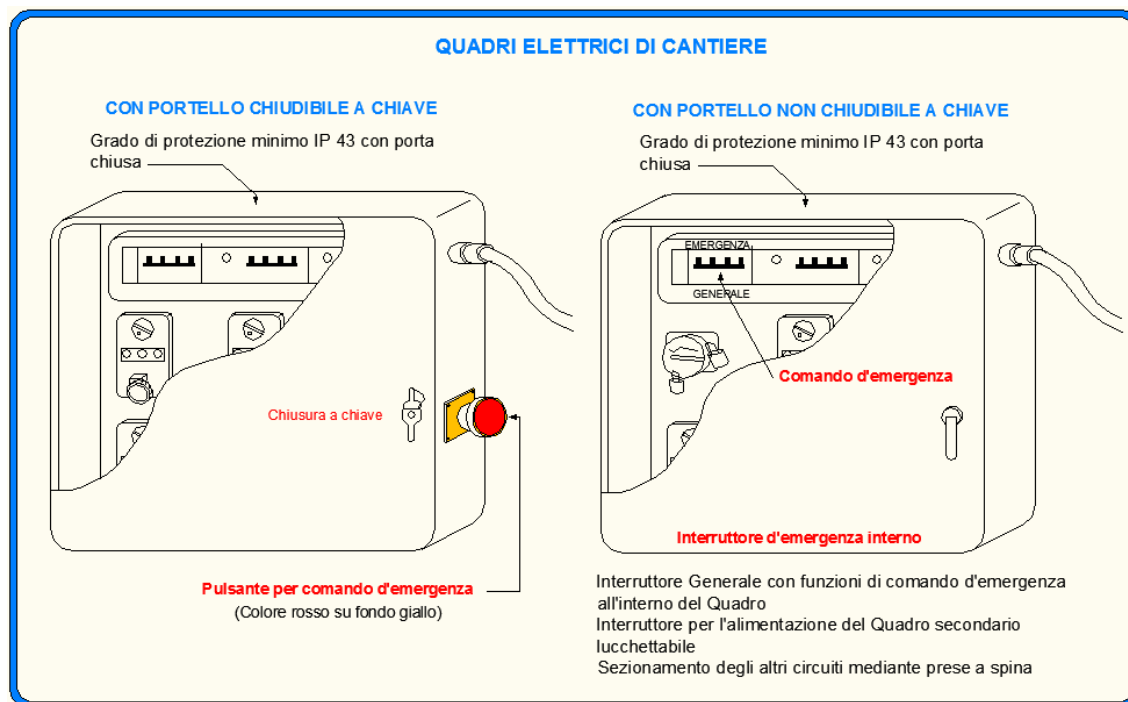 QUADRI ELETTRICI DI CANTIERE
CON PORTELLO CHIUDIBILE A CHIAVE
Grado di protezione minimo IP 43 con porta
chiusa
Chiusura a chiave
Pulsante per comando d'emergenza
(Colore rosso su fondo giallo)
CON PORTELLO NON CHIUDIBILE A CHIAVE
Grado di protezione minimo IP 43 con porta
chiusa
EMERGENZA
GENERALE
Comando d'emergenza
Interruttore d'emergenza interno
Interruttore Generale con funzioni di comando d'emergenza
all'interno del Quadro
Interruttore per l'alimentazione del Quadro secondario
lucchettabile
Sezionamento degli altri circuiti mediante prese a spina